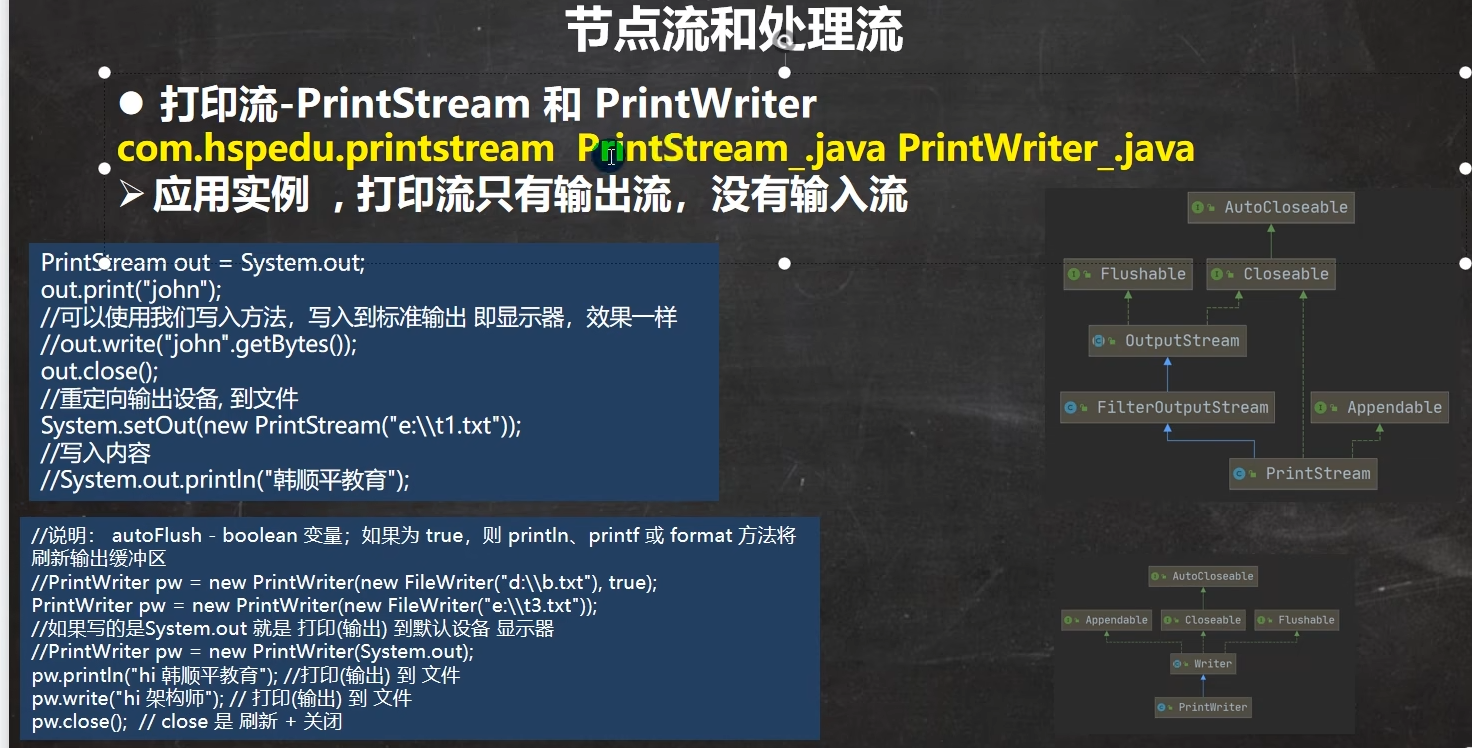 节点流和处理流
● 打印流-PrintStream 和 PrintWriter
com.hspedu.printstream PrintStream_.java PrintWriter_.java
➢ 应用实例 , 打印流只有输出流，没有输入流
PrintStream out = System.out;
out.print("john");
//可以使用我们写入方法，写入到标准输出 即显示器，效果一样
//out.write("john".getBytes());
out.close();
//重定向输出设备, 到文件
System.setOut(new PrintStream("e:\\t1.txt"));
//写入内容
//System.out.println("韩顺平教育");
//说明： autoFlush - boolean 变量；如果为 true，则 println、printf 或 format 方法将
刷新输出缓冲区
//PrintWriter pw = new PrintWriter(new FileWriter("d:\\b.txt"), true);
PrintWriter pw = new PrintWriter(new FileWriter("e:\\t3.txt"));
//如果写的是System.out 就是 打印(输出) 到默认设备 显示器
//PrintWriter pw = new PrintWriter(System.out);
pw.println("hi 韩顺平教育"); //打印(输出) 到 文件
pw.write("hi 架构师"); // 打印(输出) 到 文件
pw.close(); // close 是 刷新 + 关闭
AutoCloseable
Flushable Closeable
OutputStream
FilterOutputStream Appendable
PrintStream
AutoCloseable
Appendable Closeable Flushable
Writer
PrintWriter